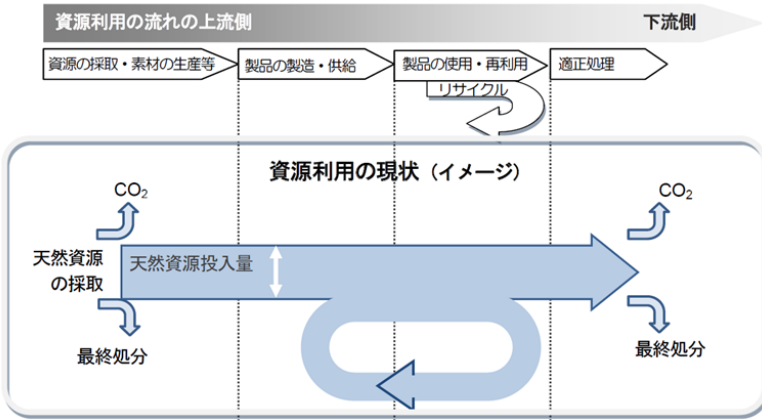 資源利用の流れの上流側
下流側
資源の採取・素材の生産等
製品の製造・供給
製品の使用・再利用
適正処理
リサイクル
資源利用の現状（イメージ）
CO₂
CO₂
天然資源
の採取
天然資源投入量
最終処分
最終処分